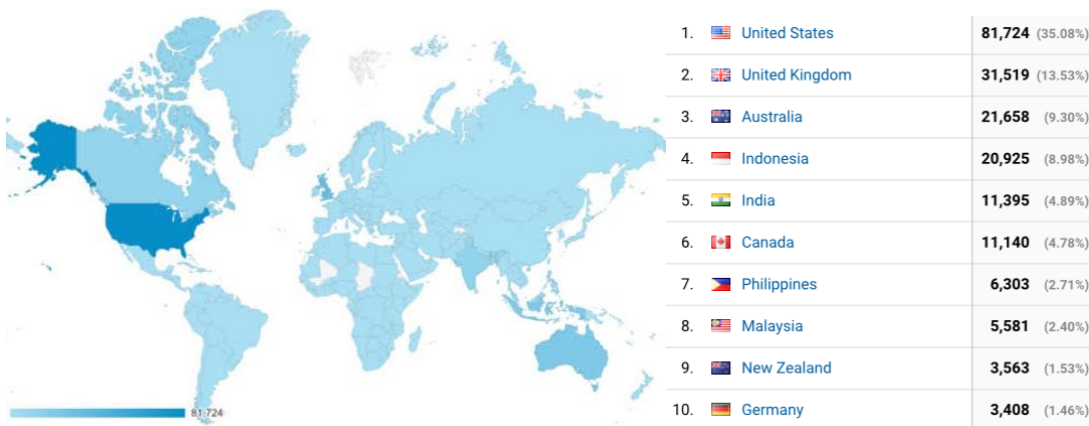 81,724
1. United States 81,724 (35.08%)
2. United Kingdom 31,519 (13.53%)
3. Australia 21,658 (9.30%)
4. Indonesia 20,925 (8.98%)
5. India 11,395 (4.89%)
6. Canada 11,140 (4.78%)
7. Philippines 6,303 (2.71%)
8. Malaysia 5,581 (2.40%)
9. New Zealand 3,563 (1.53%)
10. Germany 3,408 (1.46%)